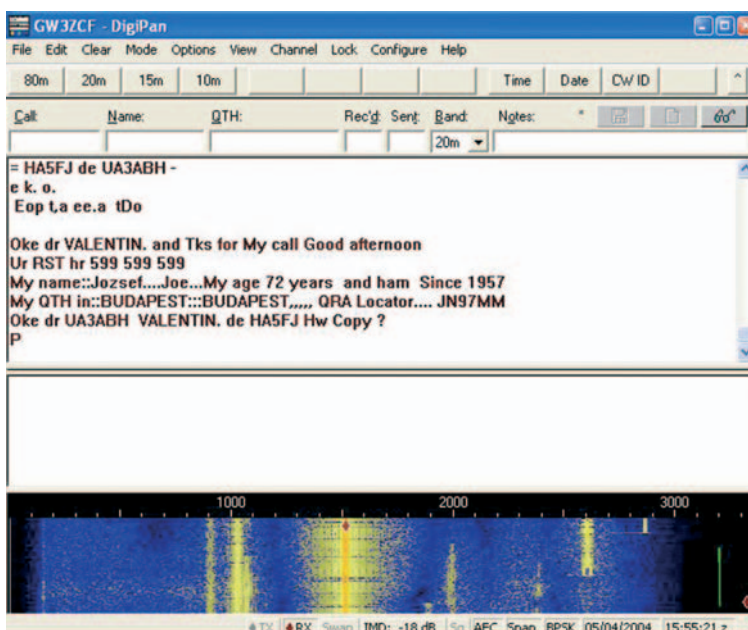 GW3ZCF - DigiPan
File Edit Clear Mode Options View Channel Lock Configure Help
80m 20m 15m 10m Time Date CW ID ^
Call: Name: QTH: Rec'd: Sent: Band: Notes: *
20m
= HA5FJ de UA3ABH -
e k. o.
Eop t,a ee.a tDo
Oke dr VALENTIN. and Tks for My call Good afternoon
Ur RST hr 599 599 599
My name::Jozsef....Joe...My age 72 years and ham Since 1957
My QTH in::BUDAPEST:::BUDAPEST,,,,, QRA Locator.... JN97MM
Oke dr UA3ABH VALENTIN. de HA5FJ Hw Copy ?
P
1000 2000 3000
TX RX Swap IMD: -18 dB Sq AFC Snap BPSK 05/04/2004 15:55:21 z